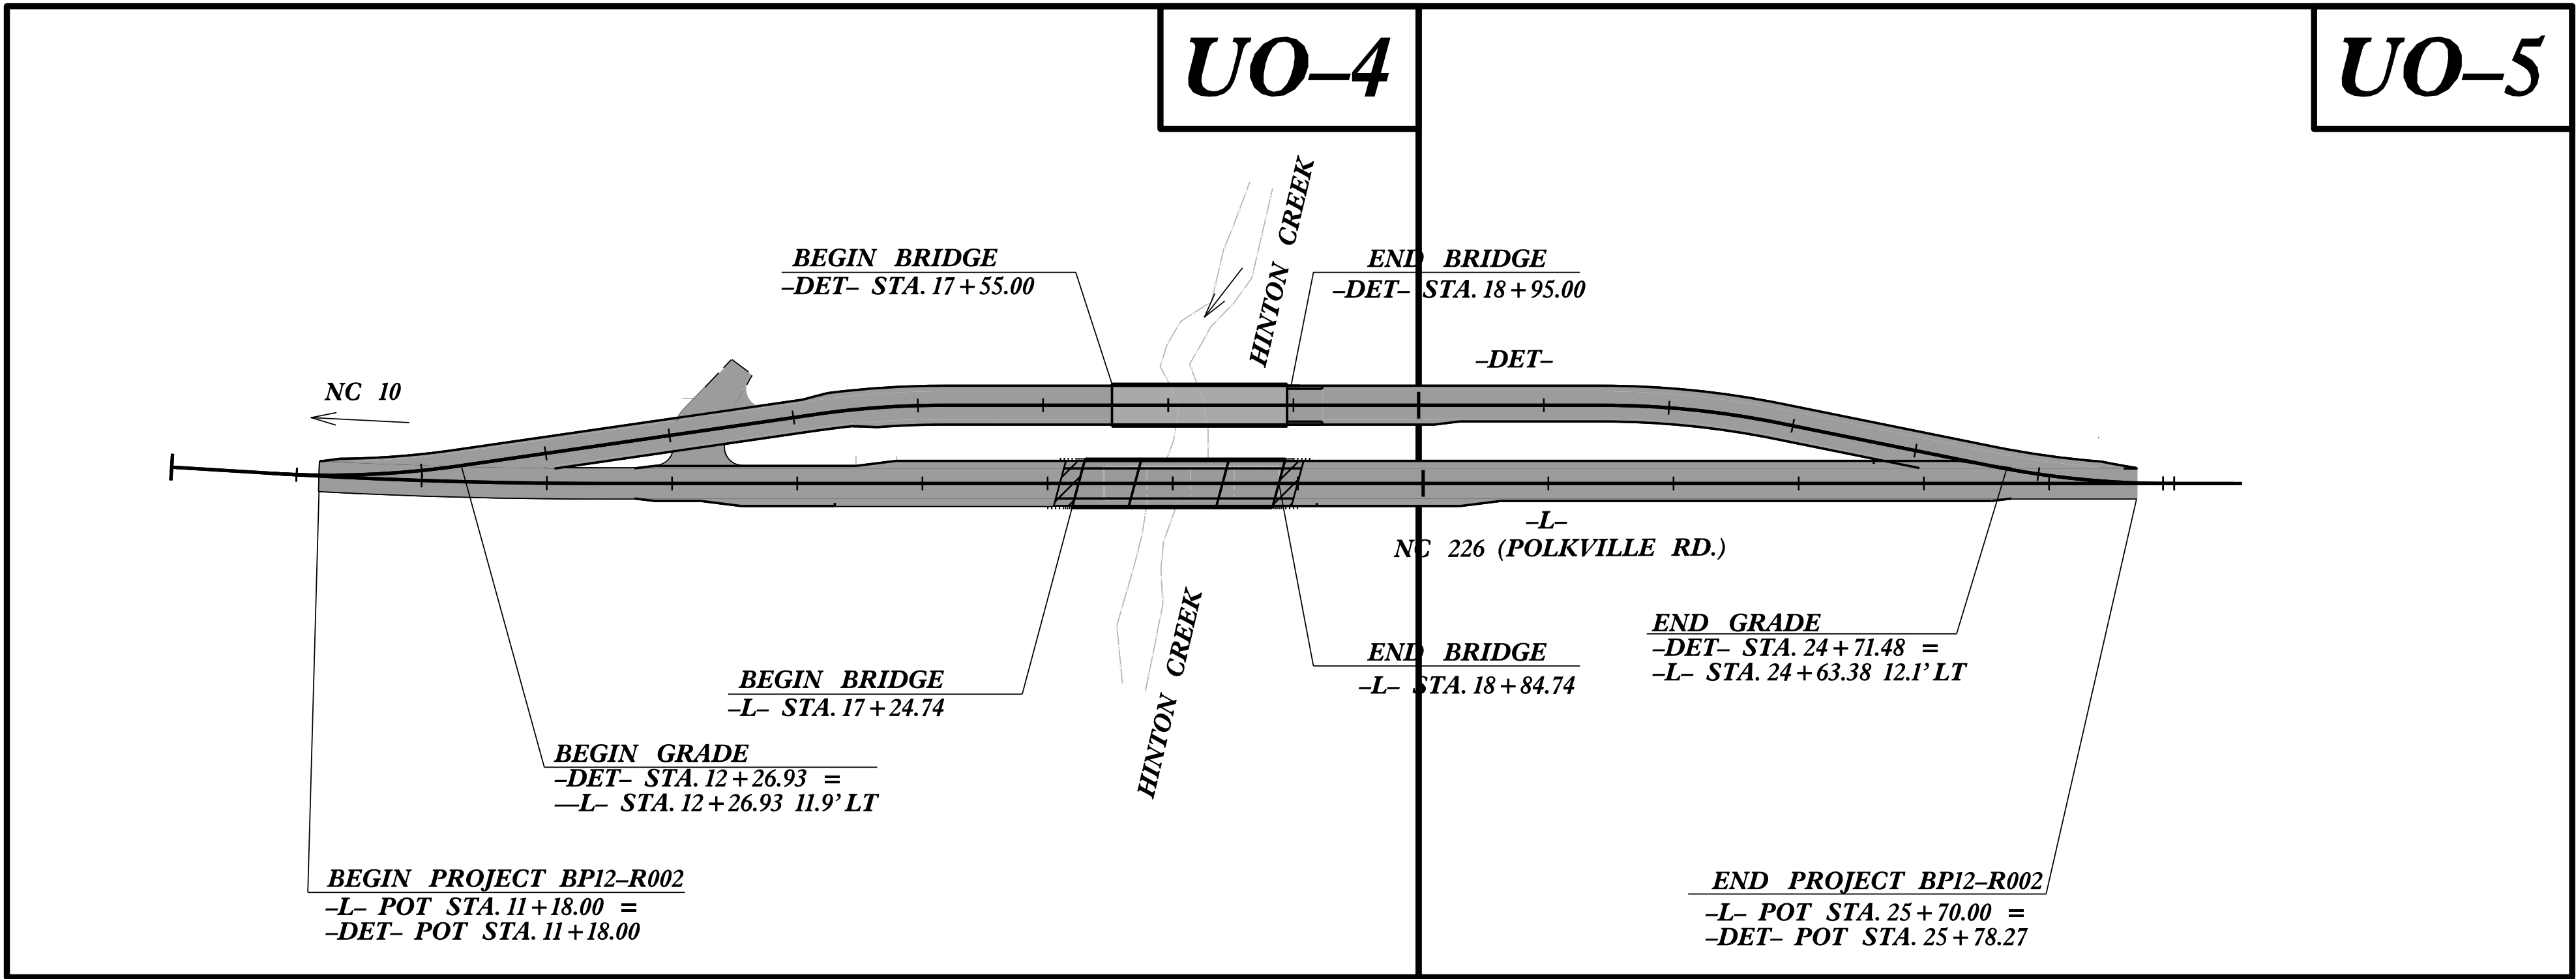 UO–4
UO–5
HINTON CREEK
BEGIN BRIDGE
–DET– STA. 17+55.00
END BRIDGE
–DET– STA. 18+95.00
–DET–
NC 10
–L–
NC 226 (POLKVILLE RD.)
END GRADE
–DET– STA. 24+71.48 =
–L– STA. 24+63.38 12.1' LT
HINTON CREEK
BEGIN BRIDGE
–L– STA. 17+24.74
END BRIDGE
–L– STA. 18+84.74
BEGIN GRADE
–DET– STA. 12+26.93 =
––L– STA. 12+26.93 11.9' LT
BEGIN PROJECT BP12–R002
–L– POT STA. 11+18.00 =
–DET– POT STA. 11+18.00
END PROJECT BP12–R002
–L– POT STA. 25+70.00 =
–DET– POT STA. 25+78.27